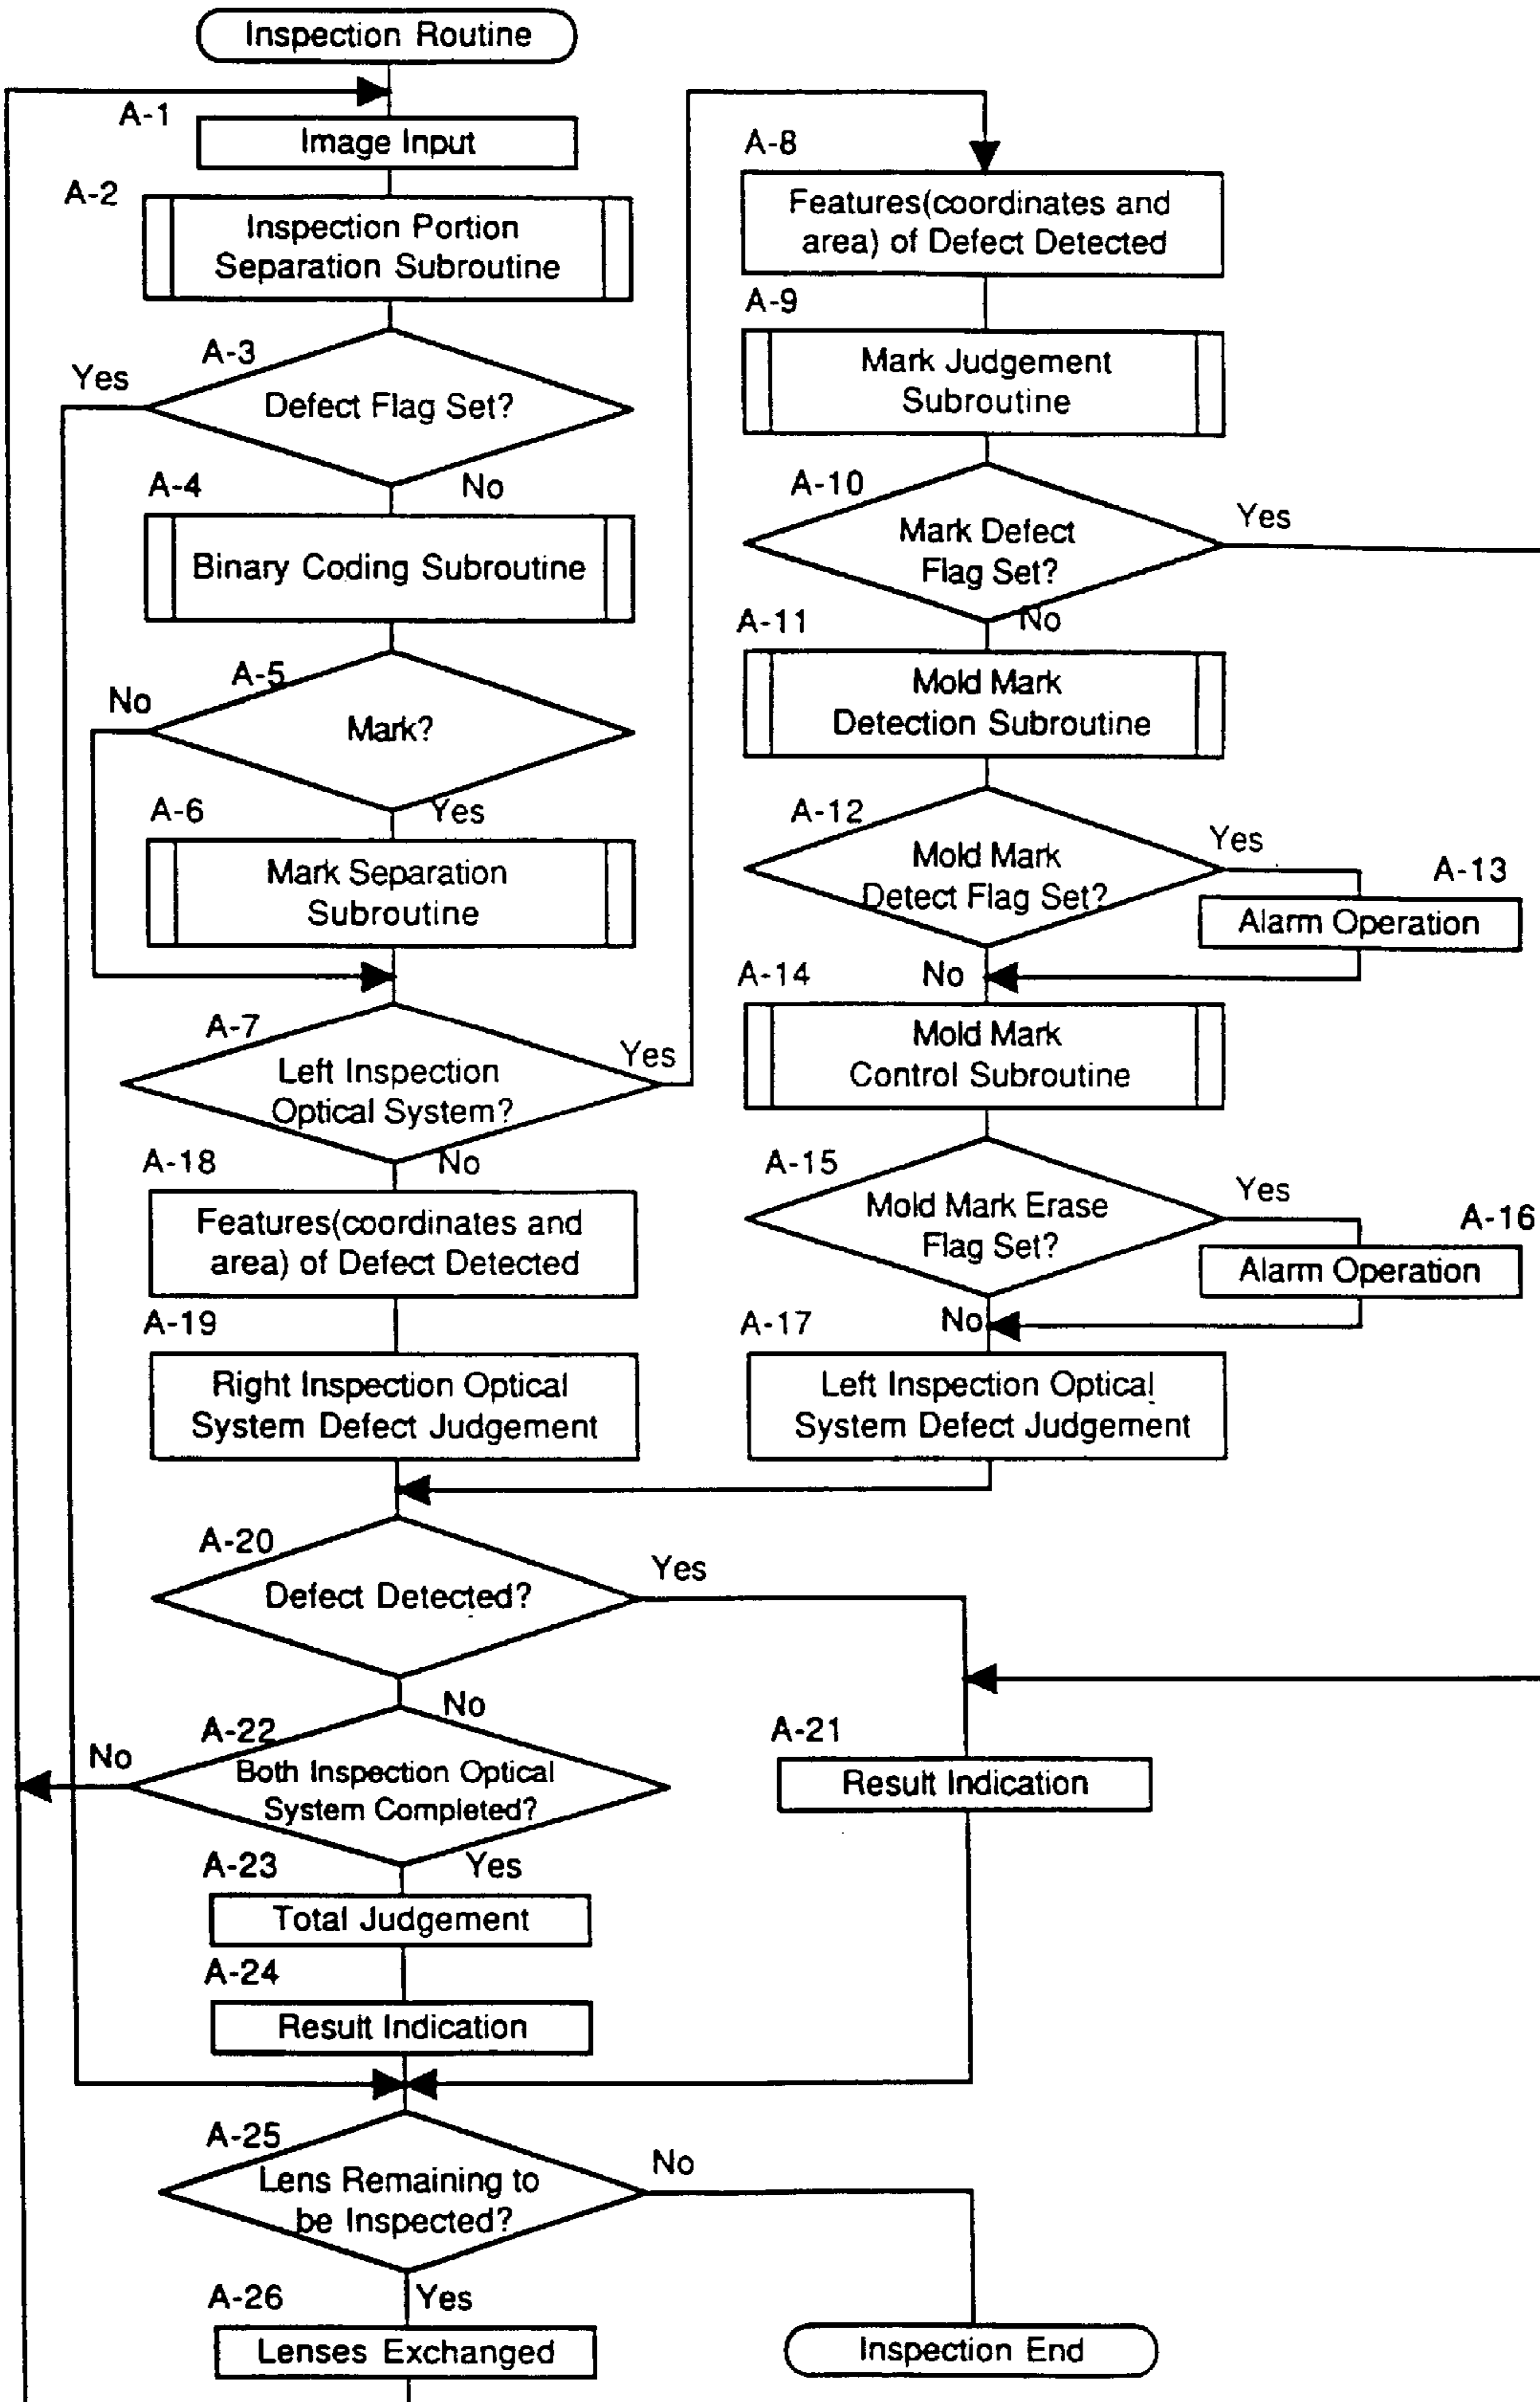 Inspection Routine
A-1
Image Input
A-2
Inspection Portion
Separation Subroutine
A-3
Yes
Defect Flag Set?
No
A-4
Binary Coding Subroutine
A-5
No
Mark?
Yes
A-6
Mark Separation
Subroutine
A-7
Yes
Left Inspection
Optical System?
No
A-8
Features(coordinates and
area) of Defect Detected
A-9
Mark Judgement
Subroutine
A-10
Yes
Mark Defect
Flag Set?
No
A-11
Mold Mark
Detection Subroutine
A-12
Yes
Mold Mark
Detect Flag Set?
A-13
Alarm Operation
No
A-14
Mold Mark
Control Subroutine
A-15
Yes
Mold Mark Erase
Flag Set?
A-16
Alarm Operation
No
A-17
Left Inspection Optical
System Defect Judgement
A-18
Features(coordinates and
area) of Defect Detected
A-19
Right Inspection Optical
System Defect Judgement
A-20
Yes
Defect Detected?
No
A-21
Result Indication
A-22
No
Both Inspection Optical
System Completed?
Yes
A-23
Total Judgement
A-24
Result Indication
A-25
No
Lens Remaining to
be Inspected?
Yes
A-26
Lenses Exchanged
Inspection End